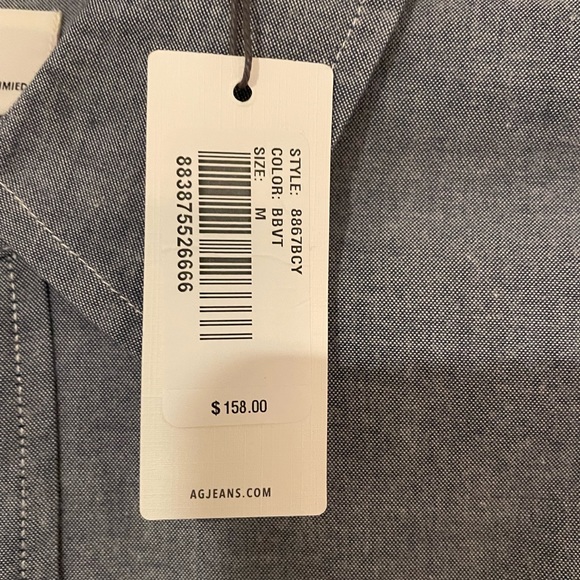 STYLE: 8867BCY
COLOR: BBVT
SIZE: M
883875526666
$ 158.00
AGJEANS.COM